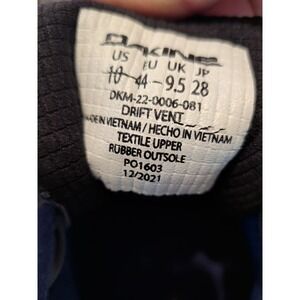 DAKINE
US EU UK JP
10 44 9.5 28
DKM-22-0006-081
DRIFT VENT
MADE IN VIETNAM / HECHO IN VIETNAM
TEXTILE UPPER
RUBBER OUTSOLE
PO1603
12/2021